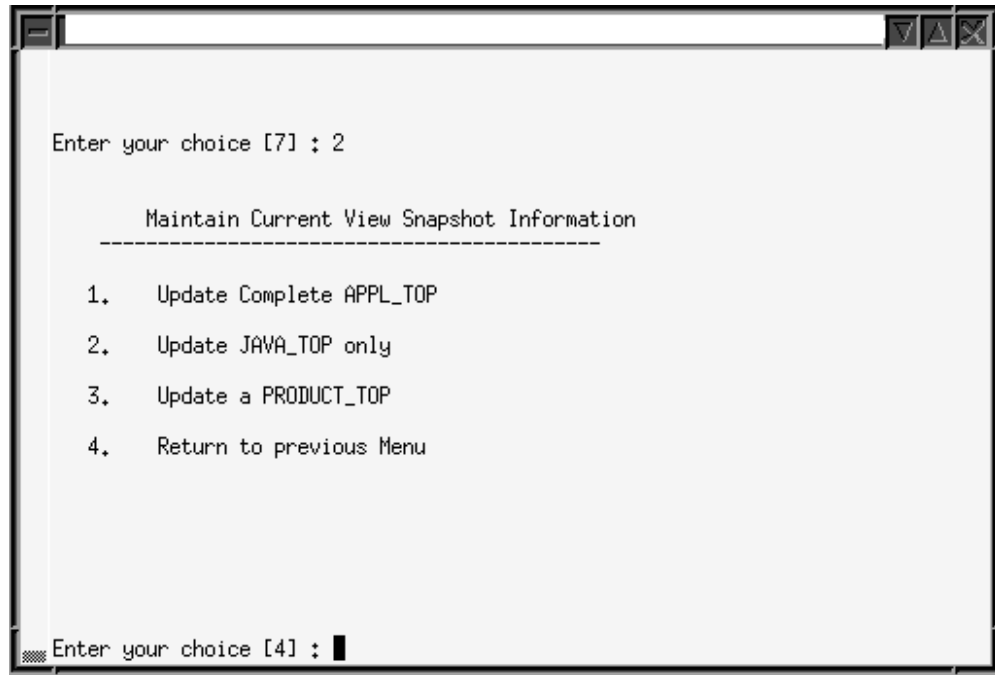 Enter your choice [7] : 2
Maintain Current View Snapshot Information
-------------------------------------------
1. Update Complete APPL_TOP
2. Update JAVA_TOP only
3. Update a PRODUCT_TOP
4. Return to previous Menu
Enter your choice [4] :